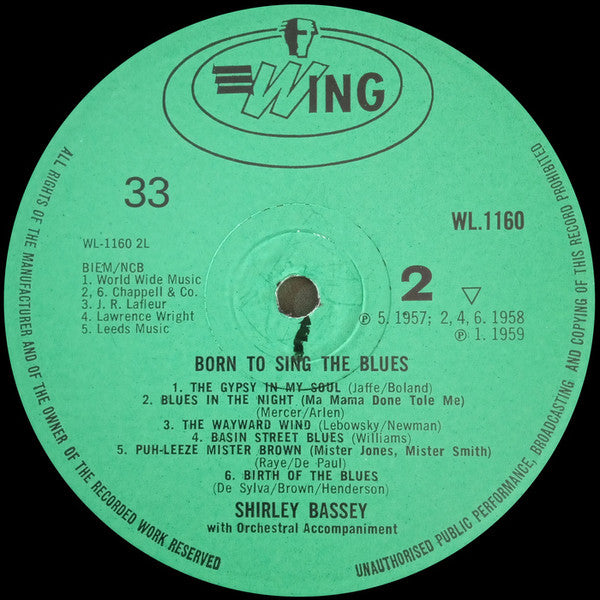 WING
33
WL.1160
WL-1160 2L
BIEM/NCB
1. World Wide Music
2, 6. Chappell & Co.
3. J. R. Lafleur
4. Lawrence Wright
5. Leeds Music
2 ▽
℗ 5. 1957; 2, 4, 6. 1958
℗ 1. 1959
BORN TO SING THE BLUES
1. THE GYPSY IN MY SOUL (Jaffe/Boland)
2. BLUES IN THE NIGHT (Ma Mama Done Tole Me)
(Mercer/Arlen)
3. THE WAYWARD WIND (Lebowsky/Newman)
4. BASIN STREET BLUES (Williams)
5. PUH-LEEZE MISTER BROWN (Mister Jones, Mister Smith)
(Raye/De Paul)
6. BIRTH OF THE BLUES
(De Sylva/Brown/Henderson)
SHIRLEY BASSEY
with Orchestral Accompaniment
ALL RIGHTS OF THE MANUFACTURER AND OF THE OWNER OF THE RECORDED WORK RESERVED
UNAUTHORISED PUBLIC PERFORMANCE, BROADCASTING AND COPYING OF THIS RECORD PROHIBITED